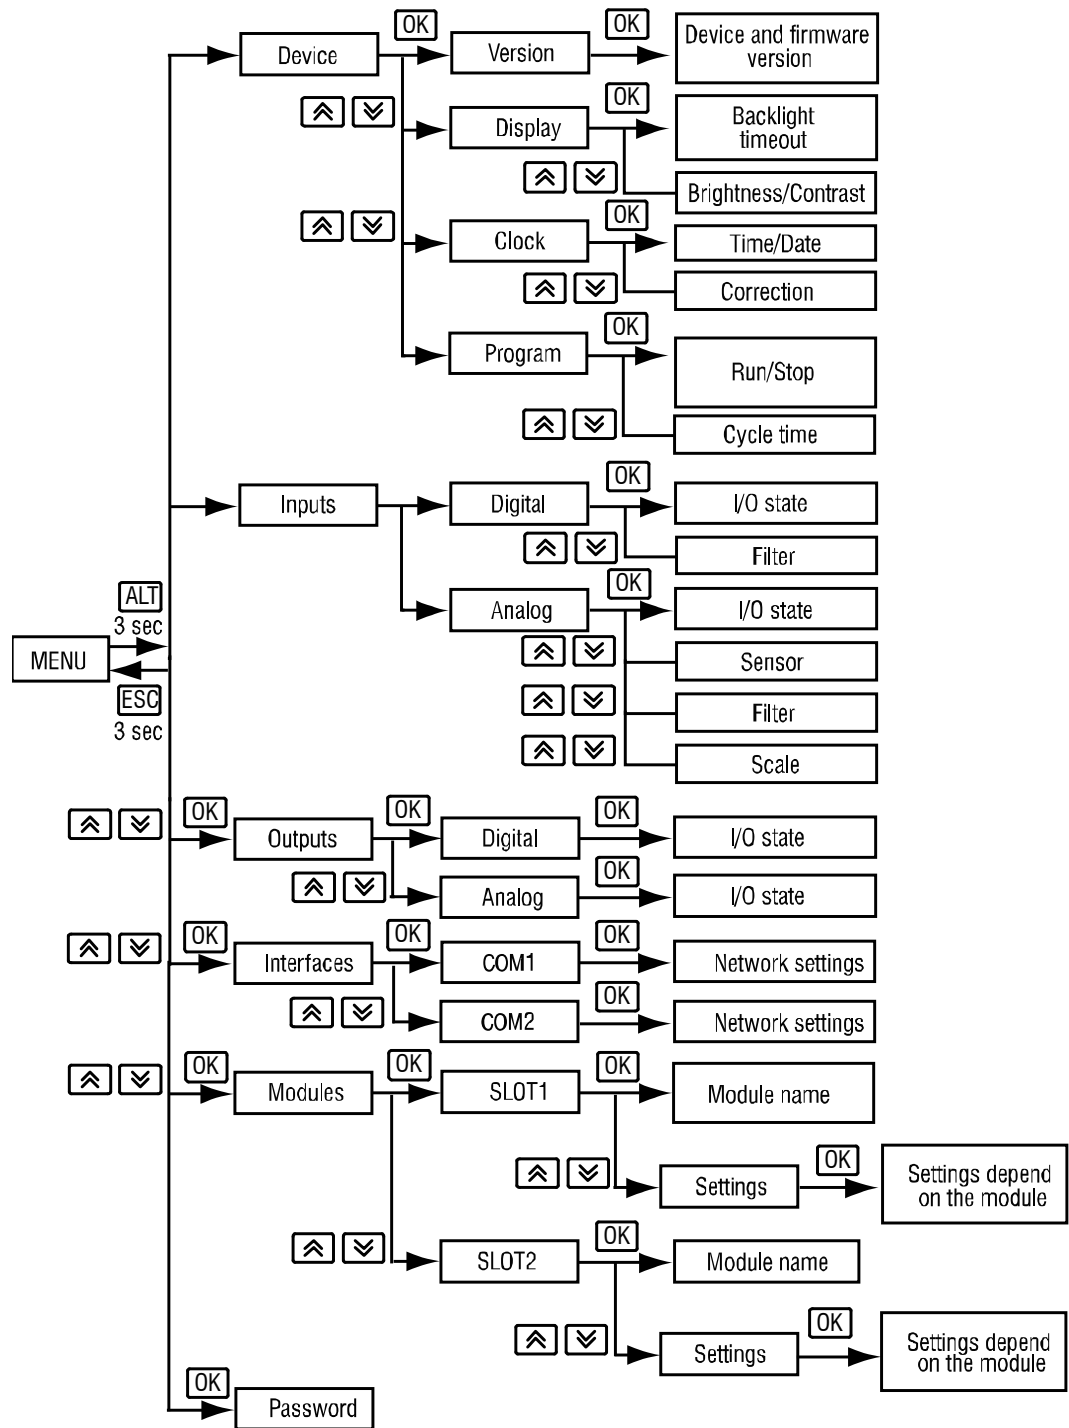 OK
OK
Device
Version
Device and firmware
version
OK
Display
Backlight
timeout
Brightness/Contrast
OK
Clock
Time/Date
Correction
OK
Program
Run/Stop
Cycle time
OK
Inputs
Digital
I/O state
Filter
OK
Analog
I/O state
Sensor
Filter
Scale
ALT
3 sec
MENU
ESC
3 sec
OK
OK
OK
Outputs
Digital
I/O state
OK
Analog
I/O state
OK
OK
OK
Interfaces
COM1
Network settings
OK
COM2
Network settings
OK
OK
OK
Modules
SLOT1
Module name
OK
Settings
Settings depend
on the module
OK
SLOT2
Module name
OK
Settings
Settings depend
on the module
OK
Password